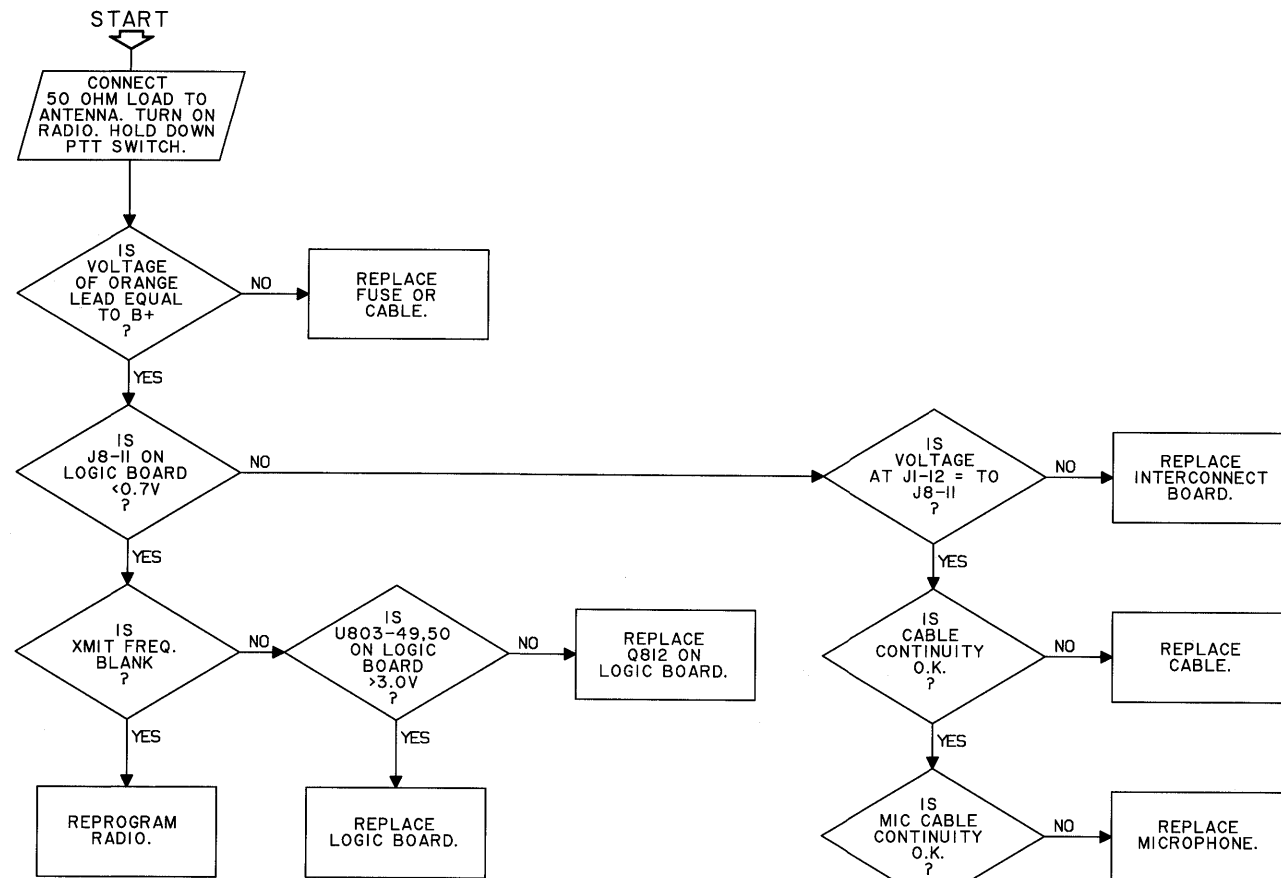 START
CONNECT
50 OHM LOAD TO
ANTENNA. TURN ON
RADIO. HOLD DOWN
PTT SWITCH.
IS
VOLTAGE
OF ORANGE
LEAD EQUAL
TO B+
?
NO
REPLACE
FUSE OR
CABLE.
YES
IS
J8-11 ON
LOGIC BOARD
<0.7V
?
NO
IS
VOLTAGE
AT J1-12 = TO
J8-11
?
NO
REPLACE
INTERCONNECT
BOARD.
YES
YES
IS
XMIT FREQ.
BLANK
?
NO
IS
U803-49,50
ON LOGIC
BOARD
>3.0V
?
NO
REPLACE
Q812 ON
LOGIC BOARD.
IS
CABLE
CONTINUITY
O.K.
?
NO
REPLACE
CABLE.
YES
YES
YES
REPROGRAM
RADIO.
REPLACE
LOGIC BOARD.
IS
MIC CABLE
CONTINUITY
O.K.
?
NO
REPLACE
MICROPHONE.